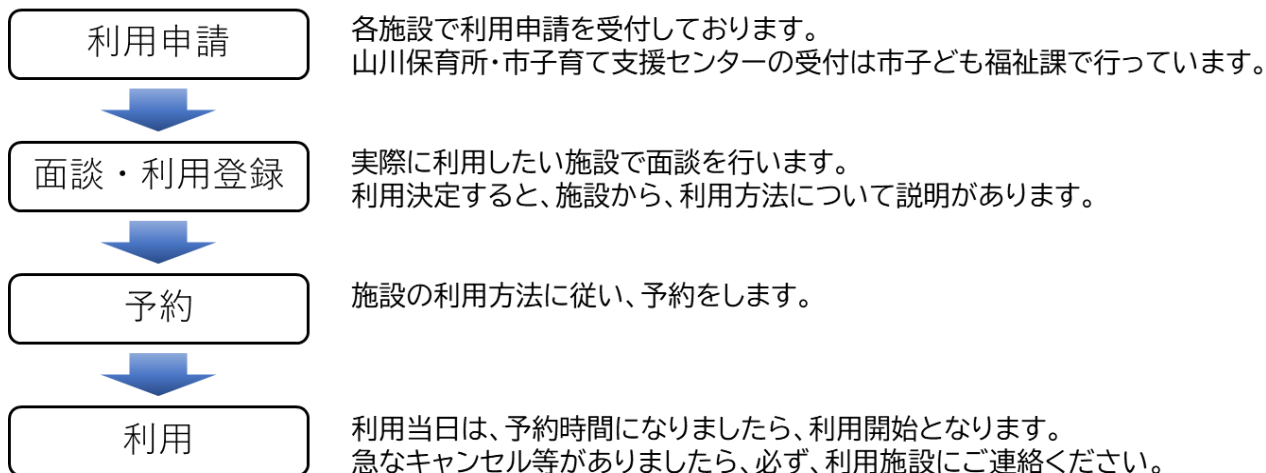 利用申請
各施設で利用申請を受付しております。
山川保育所・市子育て支援センターの受付は市子ども福祉課で行っています。
面談・利用登録
実際に利用したい施設で面談を行います。
利用決定すると、施設から、利用方法について説明があります。
予約
施設の利用方法に従い、予約をします。
利用
利用当日は、予約時間になりましたら、利用開始となります。
急なキャンセル等がありましたら、必ず、利用施設にご連絡ください。